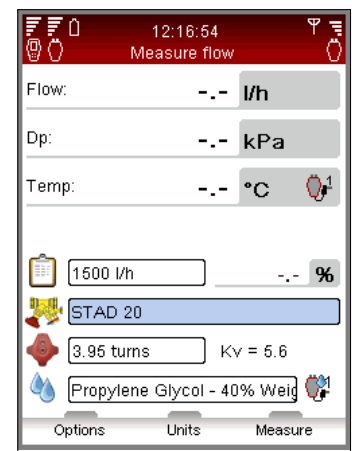 12:16:54
Measure flow
Flow: -.- l/h
Dp: -.- kPa
Temp: -.- °C 1
1500 l/h -.- %
STAD 20
3.95 turns Kv = 5.6
Propylene Glycol - 40% Weig 1
Options Units Measure